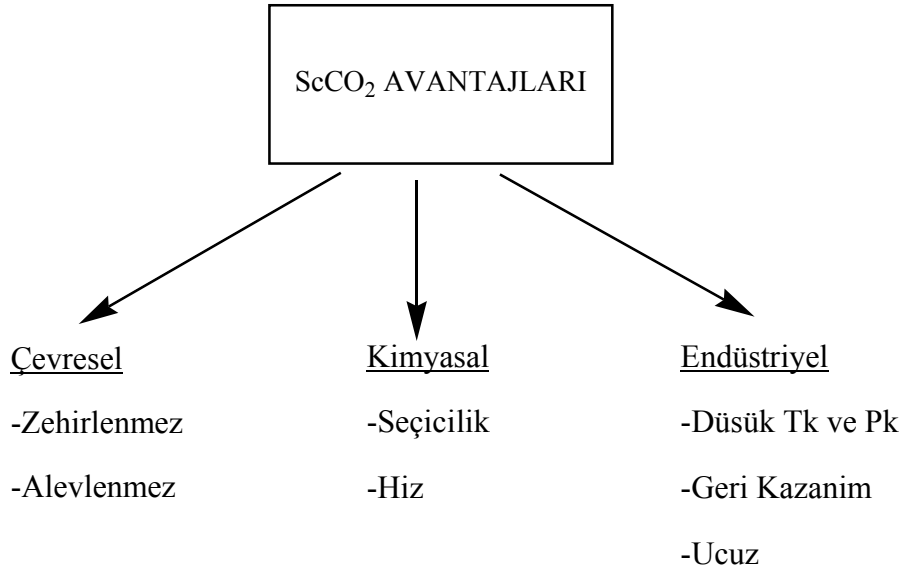 ScCO₂ AVANTAJLARI
Çevresel
-Zehirlenmez
-Alevlenmez
Kimyasal
-Seçicilik
-Hiz
Endüstriyel
-Düsük Tk ve Pk
-Geri Kazanim
-Ucuz